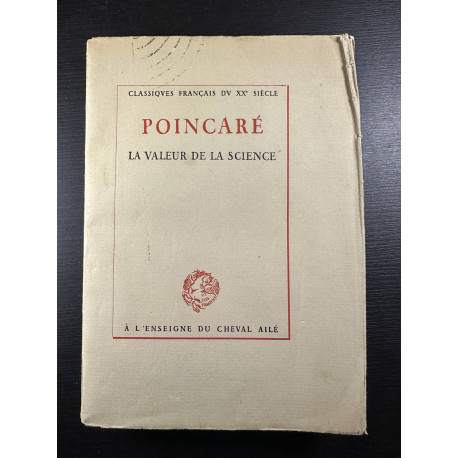 CLASSIQVES FRANÇAIS DV XXᵉ SIÈCLE
POINCARÉ
LA VALEUR DE LA SCIENCE
À L'ENSEIGNE DU CHEVAL AILÉ